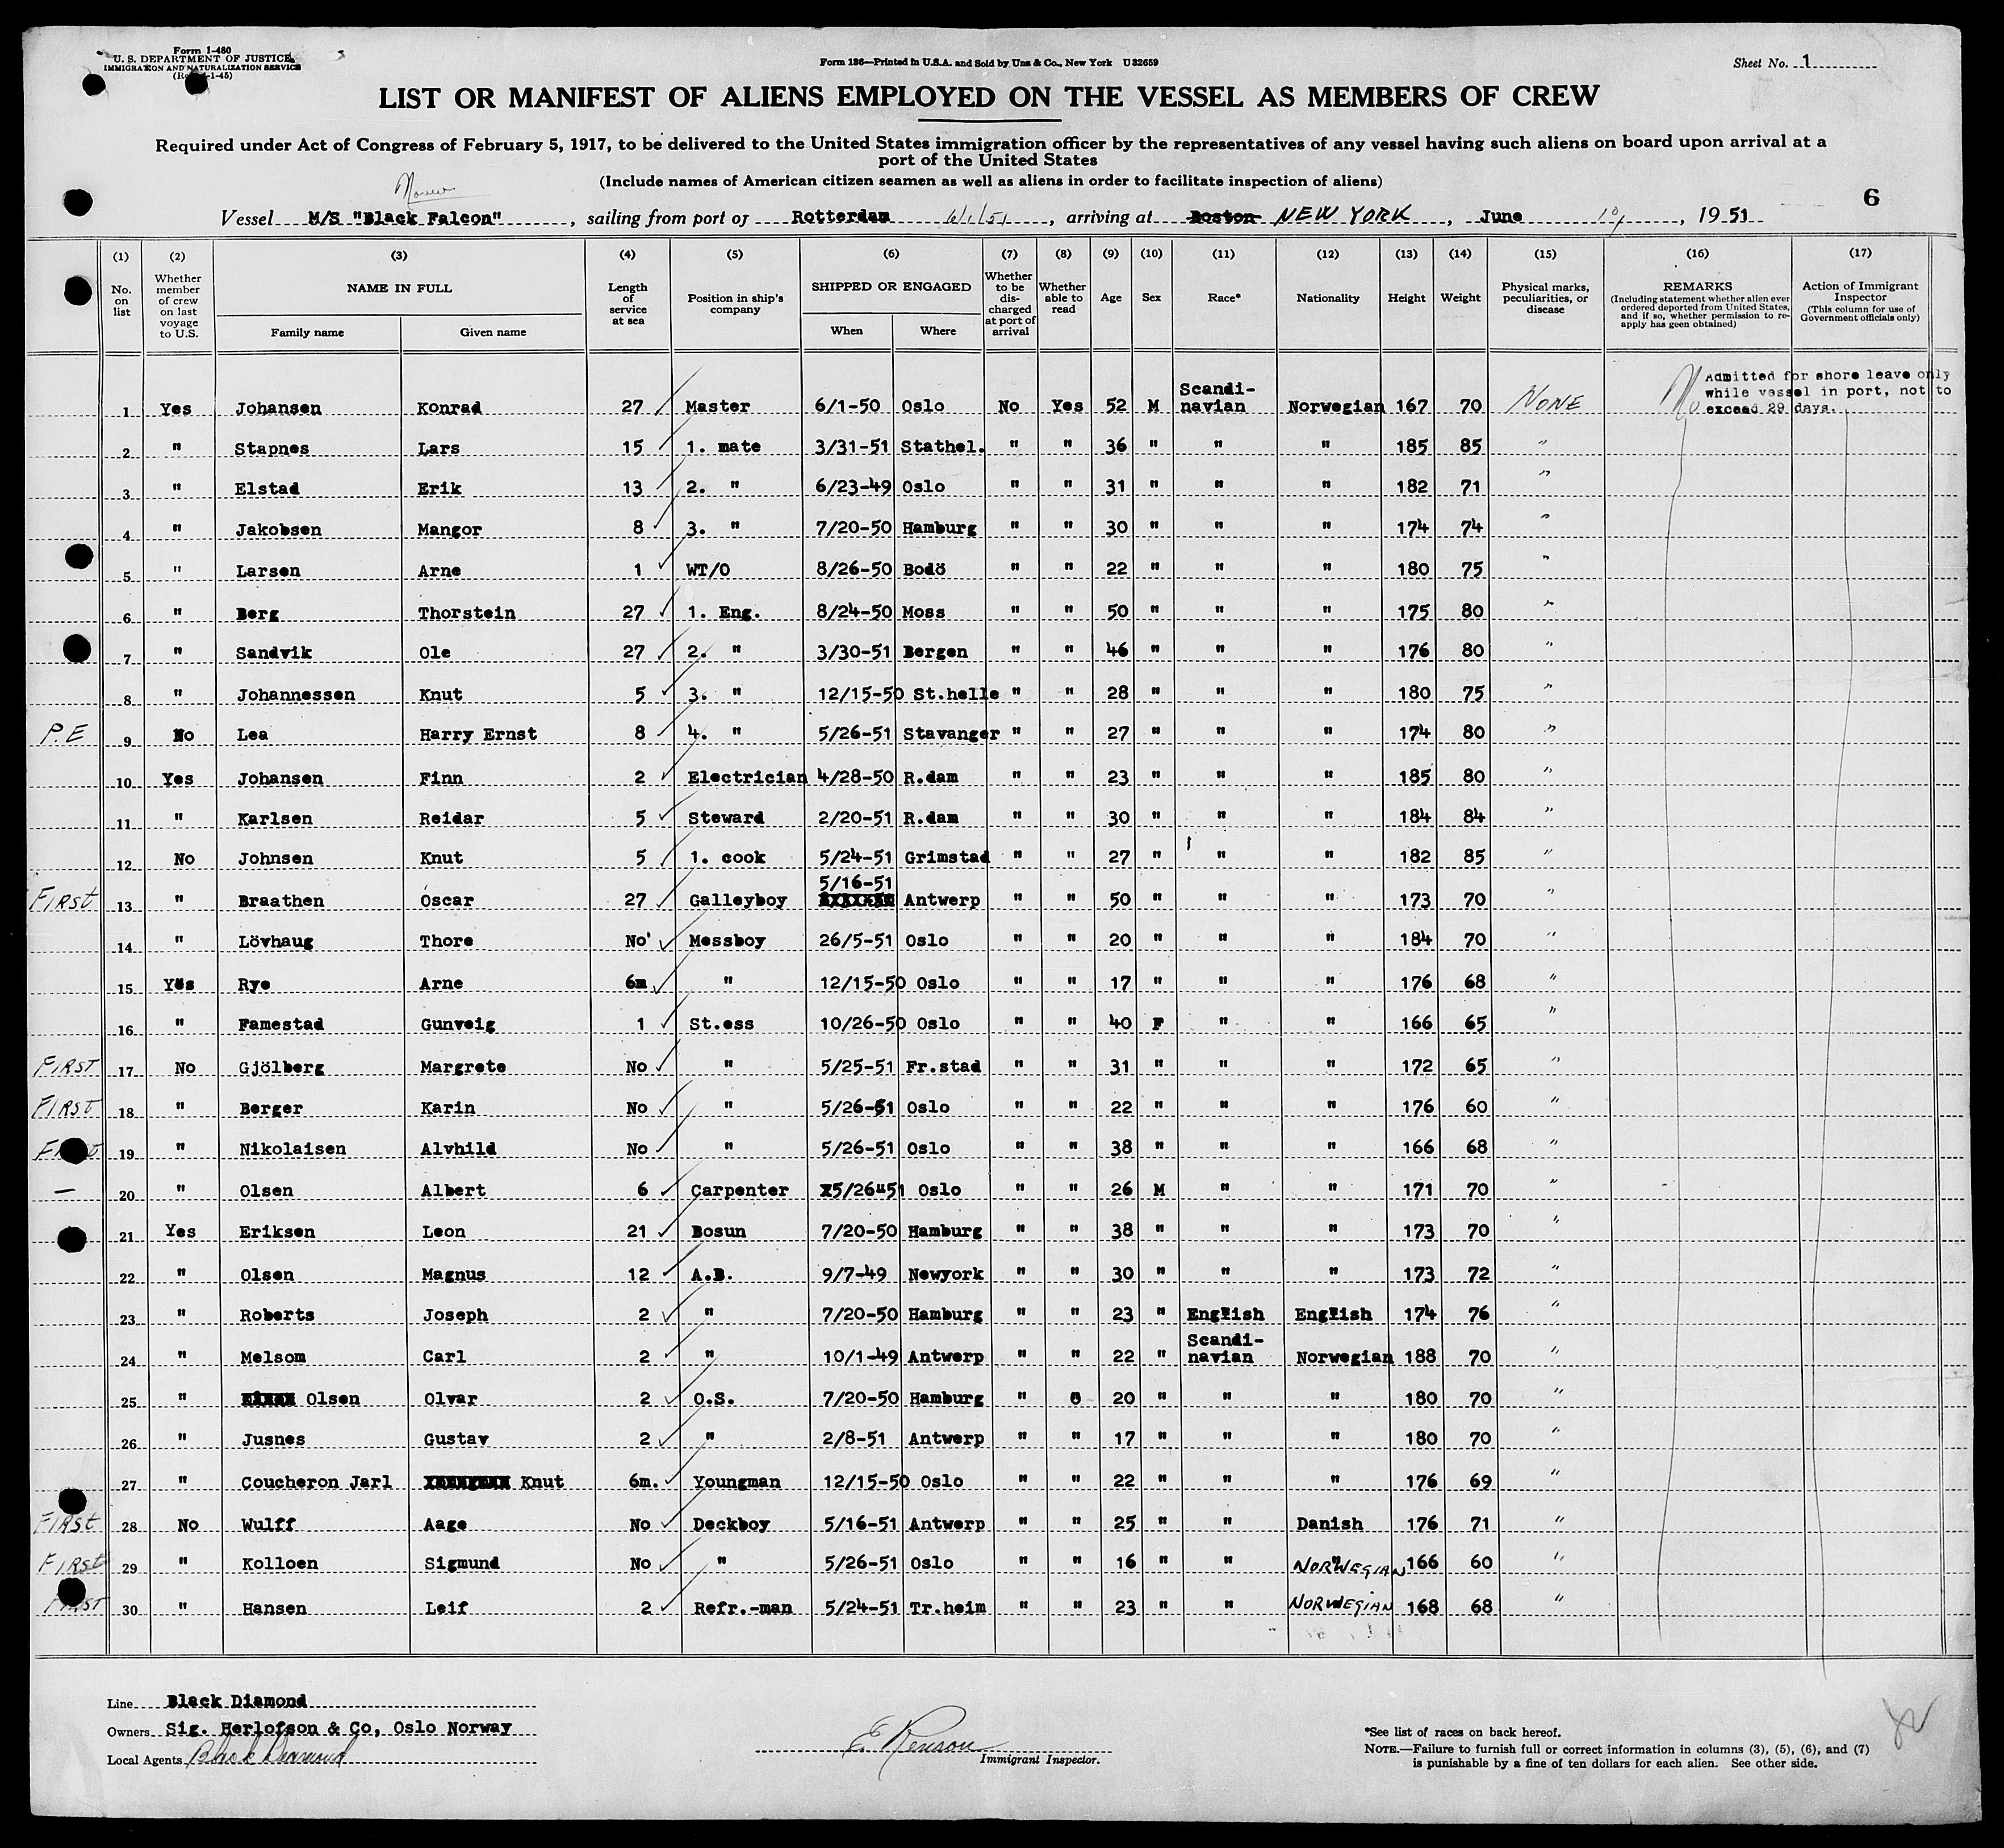 Form I-480
U. S. DEPARTMENT OF JUSTICE
IMMIGRATION AND NATURALIZATION SERVICE
Form 186—Printed in U.S.A. and Sold by Unz & Co., New York U 32659
Sheet No. 1
LIST OR MANIFEST OF ALIENS EMPLOYED ON THE VESSEL AS MEMBERS OF CREW
Required under Act of Congress of February 5, 1917, to be delivered to the United States immigration officer by the representatives of any vessel having such aliens on board upon arrival at a
port of the United States
(Include names of American citizen seamen as well as aliens in order to facilitate inspection of aliens)
6
Vessel M/S "Black Falcon", sailing from port of Rotterdam 6/1/51, arriving at Boston NEW YORK, June 10, 1951
(1) (2) (3) (4) (5) (6) (7) (8) (9) (10) (11) (12) (13) (14) (15) (16) (17)
No. on list Whether member of crew on last voyage to U.S. NAME IN FULL Family name Given name Length of service at sea Position in ship's company SHIPPED OR ENGAGED When Where Whether to be discharged at port of arrival Whether able to read Age Sex Race* Nationality Height Weight Physical marks, peculiarities, or disease REMARKS (Including statement whether alien ever ordered deported from United States, and if so, whether permission to re-apply has geen obtained) Action of Immigrant Inspector (This column for use of Government officials only)
Admitted for shore leave only
while vessel in port, not to
exceed 29 days.
1 Yes Johansen Konrad 27 Master 6/1-50 Oslo No Yes 52 M Scandi-navian Norwegian 167 70 NONE
2 " Stapnes Lars 15 1. mate 3/31-51 Stathel. " " 36 " " " 185 85 "
3 " Elstad Erik 13 2. " 6/23-49 Oslo " " 31 " " " 182 71 "
4 " Jakobsen Mangor 8 3. " 7/20-50 Hamburg " " 30 " " " 174 74 "
5 " Larsen Arne 1 WT/O 8/26-50 Bodö " " 22 " " " 180 75 "
6 " Berg Thorstein 27 1. Eng. 8/24-50 Moss " " 50 " " " 175 80 "
7 " Sandvik Ole 27 2. " 3/30-51 Bergen " " 46 " " " 176 80 "
8 " Johannessen Knut 5 3. " 12/15-50 St.helle " " 28 " " " 180 75 "
P.E 9 No Lea Harry Ernst 8 4. " 5/26-51 Stavanger " " 27 " " " 174 80 "
10 Yes Johansen Finn 2 Electrician 4/28-50 R.dam " " 23 " " " 185 80 "
11 " Karlsen Reidar 5 Steward 2/20-51 R.dam " " 30 " " " 184 84 "
12 No Johnsen Knut 5 1. cook 5/24-51 Grimstad " " 27 " " " 182 85 "
FIRST 13 " Braathen Oscar 27 Galleyboy 5/16-51 Antwerp " " 50 " " " 173 70 "
14 " Lövhaug Thore No Messboy 26/5-51 Oslo " " 20 " " " 184 70 "
15 Yes Rye Arne 6m " 12/15-50 Oslo " " 17 " " " 176 68 "
16 " Famestad Gunveig 1 St.ess 10/26-50 Oslo " " 40 F " " 166 65 "
FIRST 17 No Gjölberg Margrete No " 5/25-51 Fr.stad " " 31 " " " 172 65 "
FIRST 18 " Berger Karin No " 5/26-51 Oslo " " 22 " " " 176 60 "
19 " Nikolaisen Alvhild No " 5/26-51 Oslo " " 38 " " " 166 68 "
— 20 " Olsen Albert 6 Carpenter 5/26-51 Oslo " " 26 M " " 171 70 "
21 Yes Eriksen Leon 21 Bosun 7/20-50 Hamburg " " 38 " " " 173 70 "
22 " Olsen Magnus 12 A.B. 9/7-49 Newyork " " 30 " " " 173 72 "
23 " Roberts Joseph 2 " 7/20-50 Hamburg " " 23 " English English 174 76 "
24 " Melsom Carl 2 " 10/1-49 Antwerp " " 22 " Scandi-navian Norwegian 188 70 "
25 " Olsen Olvar 2 O.S. 7/20-50 Hamburg " " 20 " " " 180 70 "
26 " Jusnes Gustav 2 " 2/8-51 Antwerp " " 17 " " " 180 70 "
27 " Coucheron Jarl Knut 6m. Youngman 12/15-50 Oslo " " 22 " " " 176 69 "
FIRST 28 No Wulff Aage No Deckboy 5/16-51 Antwerp " " 25 " " Danish 176 71 "
FIRST 29 " Kolloen Sigmund No " 5/26-51 Oslo " " 16 " " NORWEGIAN 166 60 "
FIRST 30 " Hansen Leif 2 Refr.-man 5/24-51 Tr.heim " " 23 " " NORWEGIAN 168 68 "
Line Black Diamond
Owners Sig. Herlofson & Co, Oslo Norway
Local Agents Black Diamond
E. Renson
Immigrant Inspector.
*See list of races on back hereof.
NOTE.—Failure to furnish full or correct information in columns (3), (5), (6), and (7)
is punishable by a fine of ten dollars for each alien. See other side.